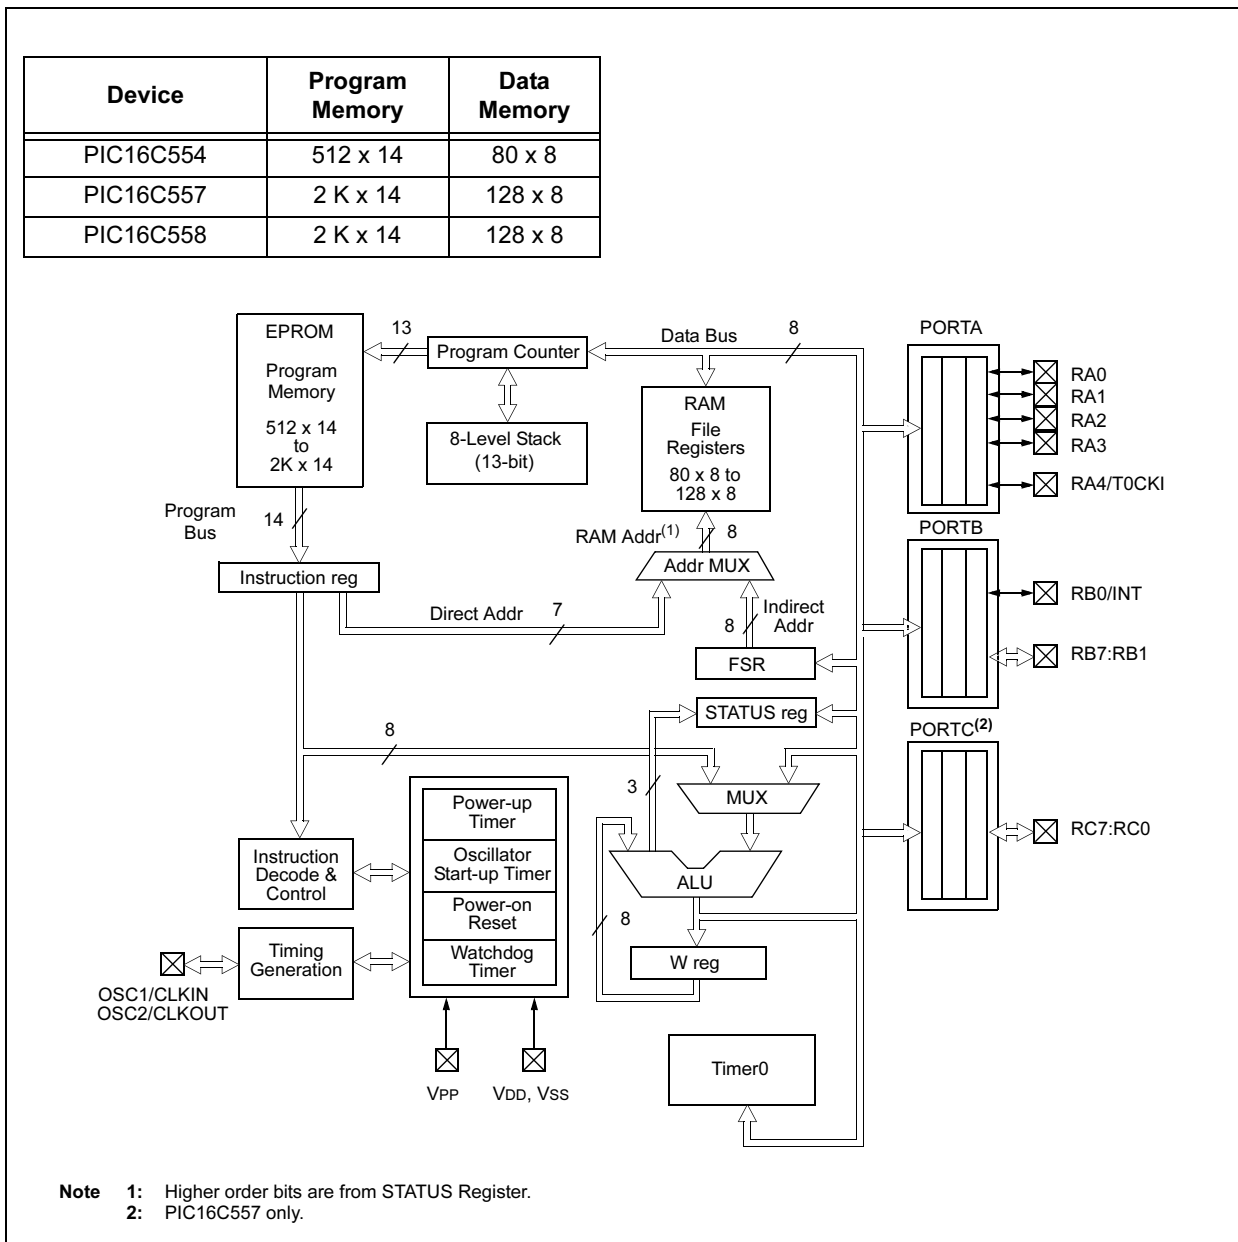 Device Program Memory Data Memory
PIC16C554 512 x 14 80 x 8
PIC16C557 2 K x 14 128 x 8
PIC16C558 2 K x 14 128 x 8
EPROM
Program
Memory
512 x 14
to
2K x 14
13
Program Counter
Data Bus
8
PORTA
8-Level Stack
(13-bit)
RAM
File
Registers
80 x 8 to
128 x 8
RA0
RA1
RA2
RA3
RA4/T0CKI
Program
Bus
14
RAM Addr(1)
8
PORTB
Instruction reg
Addr MUX
Direct Addr
7
8
Indirect
Addr
RB0/INT
FSR
RB7:RB1
STATUS reg
PORTC(2)
8
3
MUX
Power-up
Timer
Oscillator
Start-up Timer
Power-on
Reset
Watchdog
Timer
Instruction
Decode &
Control
ALU
RC7:RC0
8
Timing
Generation
W reg
OSC1/CLKIN
OSC2/CLKOUT
VPP
VDD, VSS
Timer0
Note 1: Higher order bits are from STATUS Register.
2: PIC16C557 only.